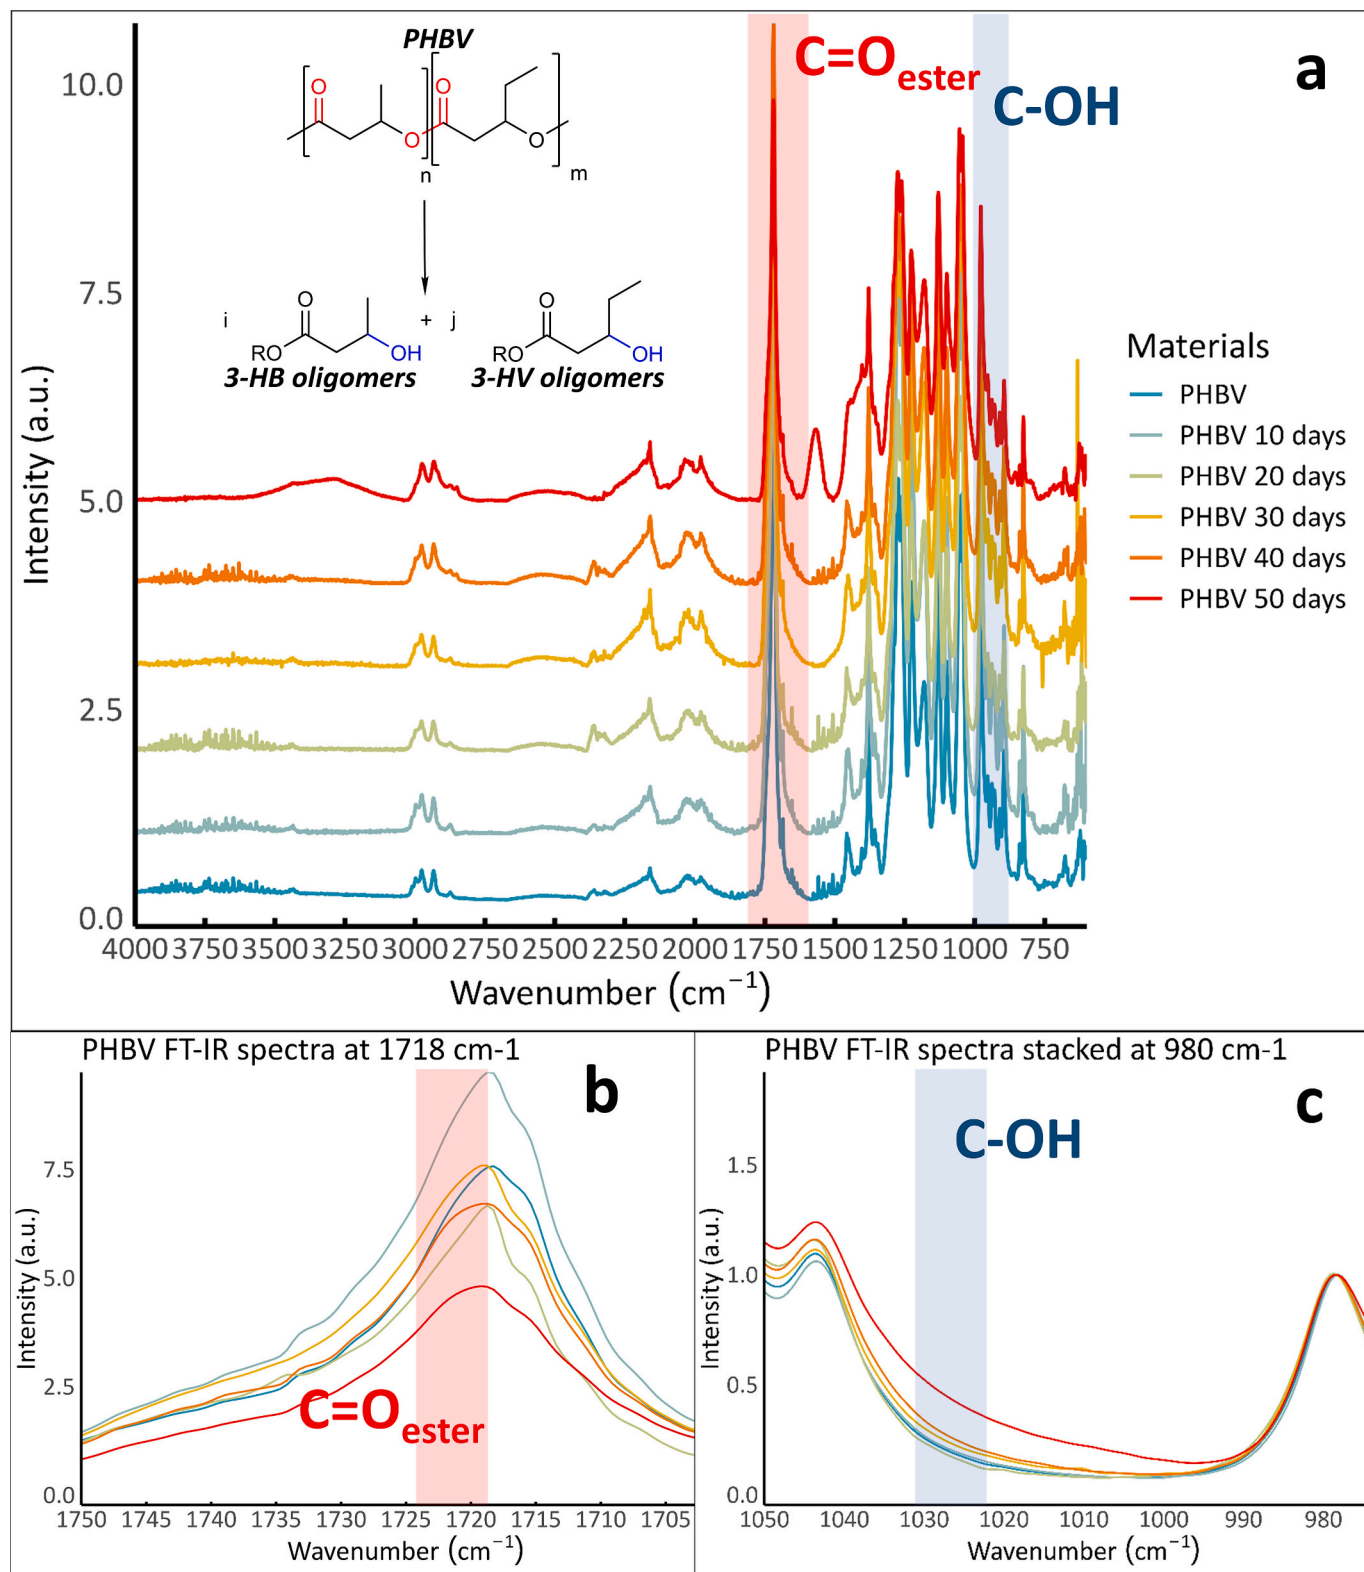 PHBV
O
O
O
O
n
m
i
O
RO
OH
+ j
O
RO
OH
3-HB oligomers
3-HV oligomers
C=Oester
C-OH
a
10.0
7.5
5.0
2.5
0.0
Intensity (a.u.)
4000 3750 3500 3250 3000 2750 2500 2250 2000 1750 1500 1250 1000 750
Wavenumber (cm−1)
Materials
PHBV
PHBV 10 days
PHBV 20 days
PHBV 30 days
PHBV 40 days
PHBV 50 days
PHBV FT-IR spectra at 1718 cm-1
b
7.5
5.0
2.5
0.0
Intensity (a.u.)
C=Oester
1750 1745 1740 1735 1730 1725 1720 1715 1710 1705
Wavenumber (cm−1)
PHBV FT-IR spectra stacked at 980 cm-1
c
C-OH
1.5
1.0
0.5
0.0
Intensity (a.u.)
1050 1040 1030 1020 1010 1000 990 980
Wavenumber (cm−1)